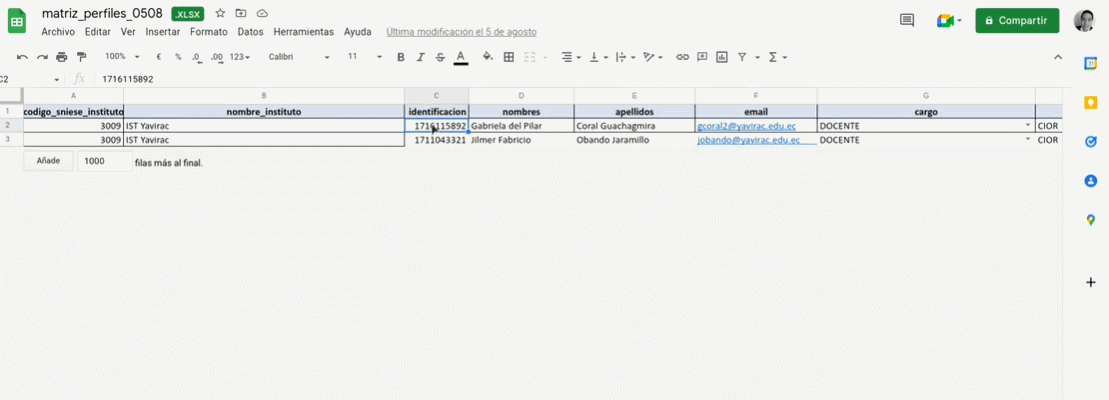 matriz_perfiles_0508 .XLSX
Archivo Editar Ver Insertar Formato Datos Herramientas Ayuda Última modificación el 5 de agosto
Compartir
100% € % .0 .00 123 Calibri 11 B I S A
C2 fx 1716115892
A B C D E F G
1 codigo_sniese_instituto nombre_instituto identificacion nombres apellidos email cargo
2 3009 IST Yavirac 1716115892 Gabriela del Pilar Coral Guachagmira gcoral2@yavirac.edu.ec DOCENTE CIOR
3 3009 IST Yavirac 1711043321 Jilmer Fabricio Obando Jaramillo jobando@yavirac.edu.ec DOCENTE CIOR
Añade 1000 filas más al final.